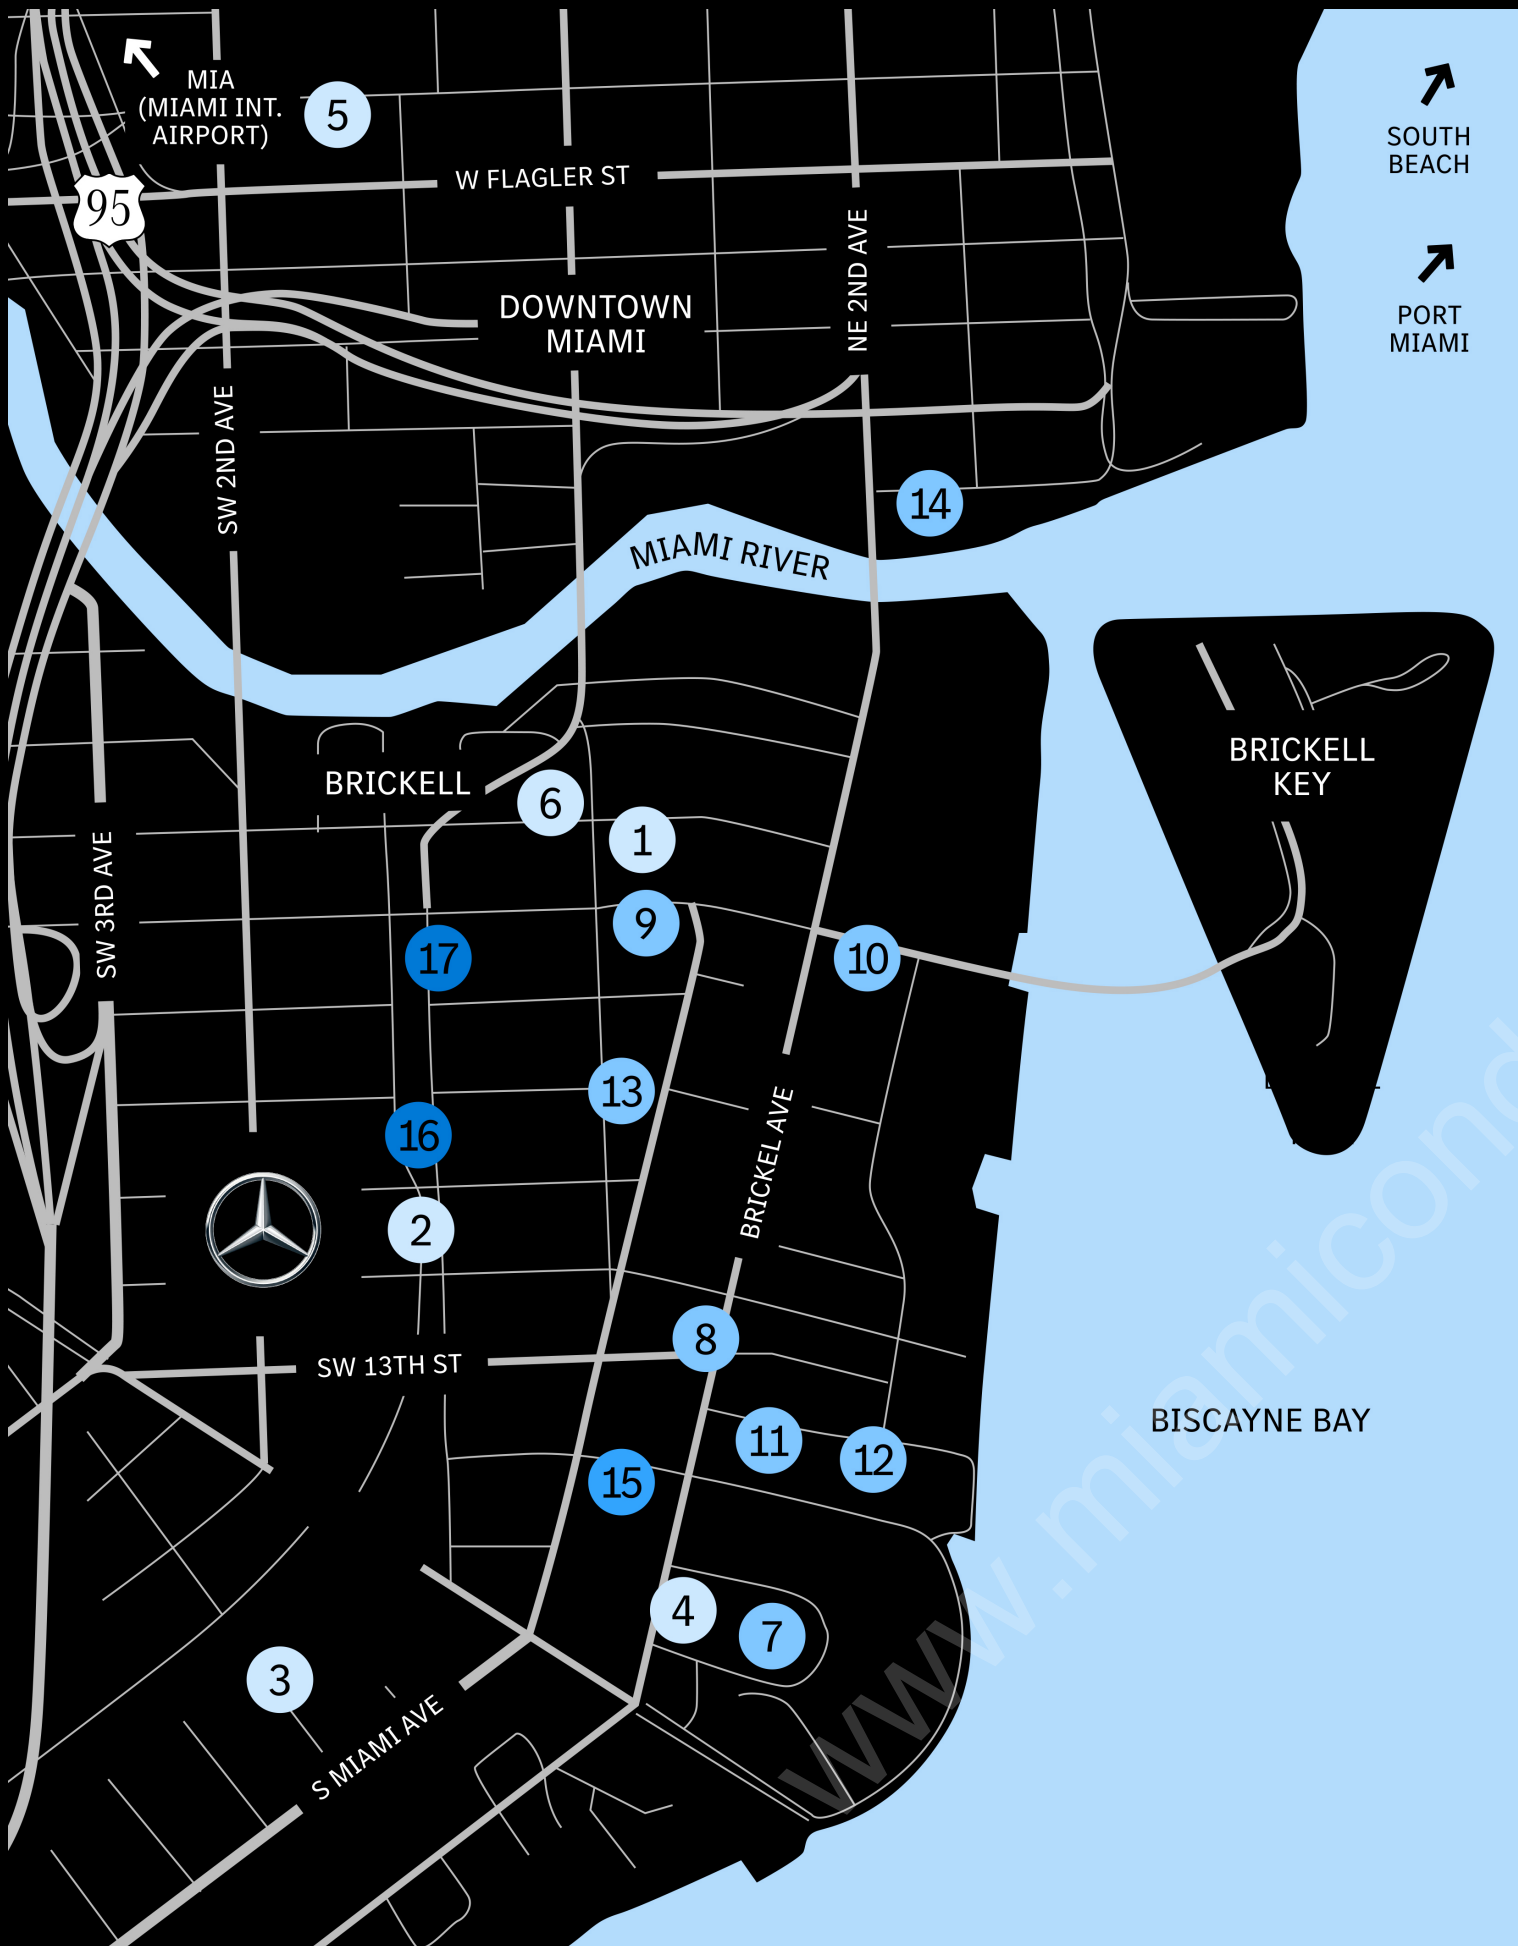 MIA
(MIAMI INT.
AIRPORT)
5
SOUTH
BEACH
W FLAGLER ST
95
NE 2ND AVE
DOWNTOWN
MIAMI
PORT
MIAMI
SW 2ND AVE
14
MIAMI RIVER
BRICKELL
KEY
BRICKELL
6
1
SW 3RD AVE
9
17
10
13
16
BRICKEL AVE
2
8
SW 13TH ST
BISCAYNE BAY
11
12
15
4
7
3
S MIAMI AVE
www.miamicond